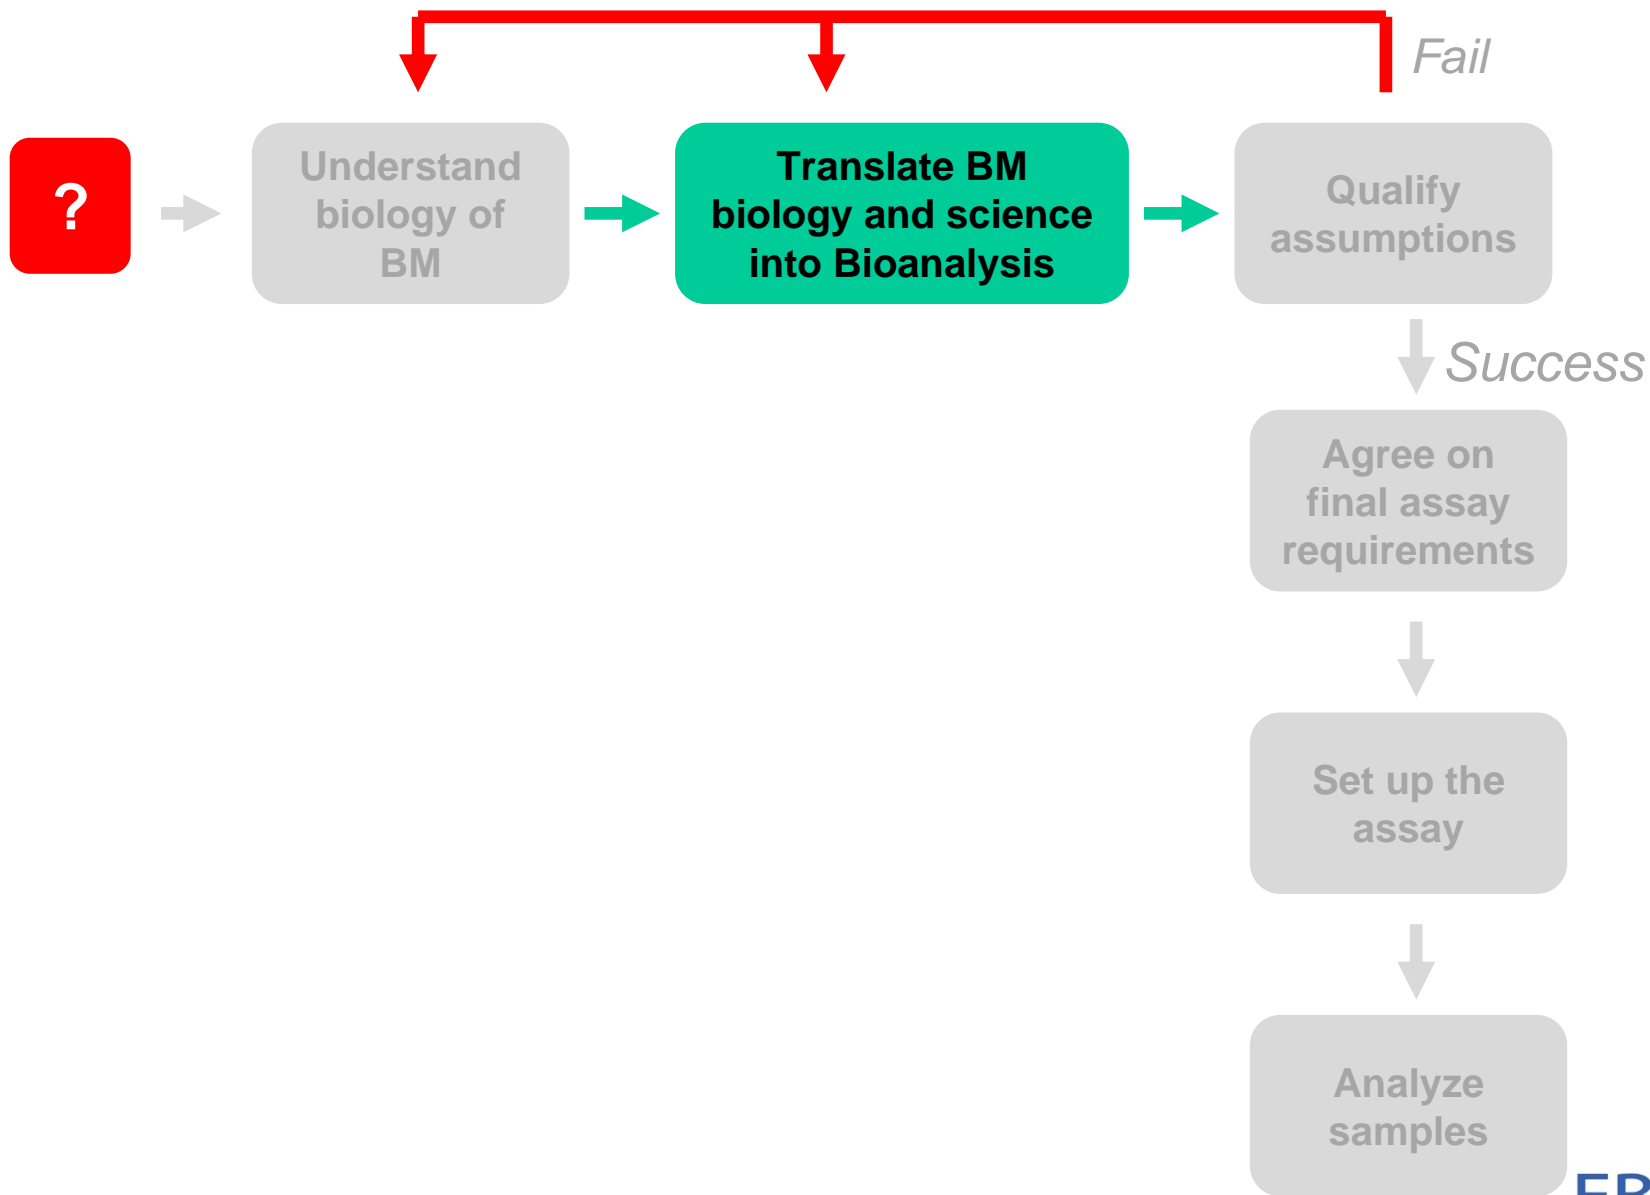 Fail
?
Understand
biology of
BM
Translate BM
biology and science
into Bioanalysis
Qualify
assumptions
Success
Agree on
final assay
requirements
Set up the
assay
Analyze
samples